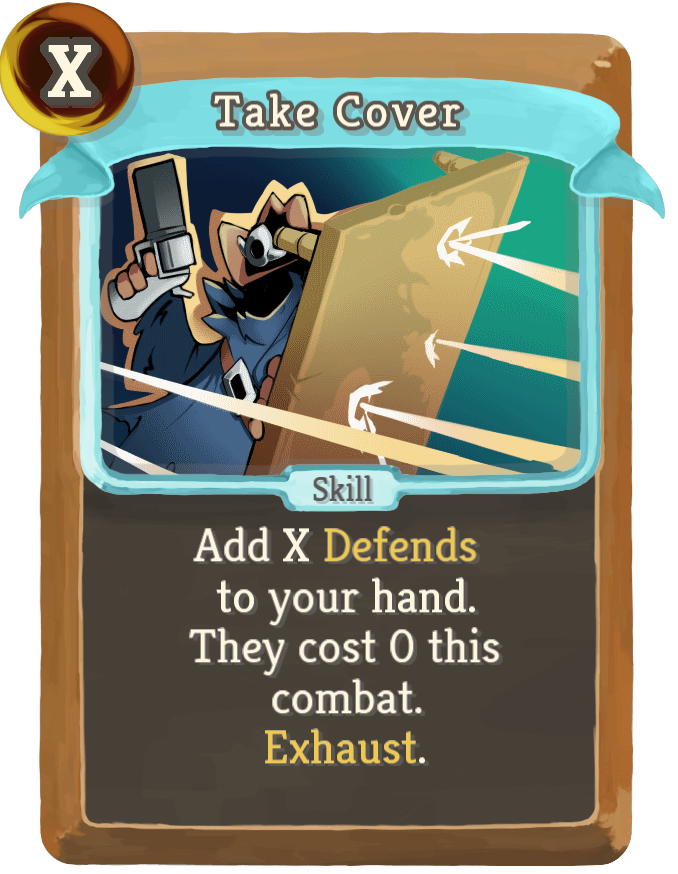 X
Take Cover
Skill
Add X Defends
to your hand.
They cost 0 this
combat.
Exhaust.